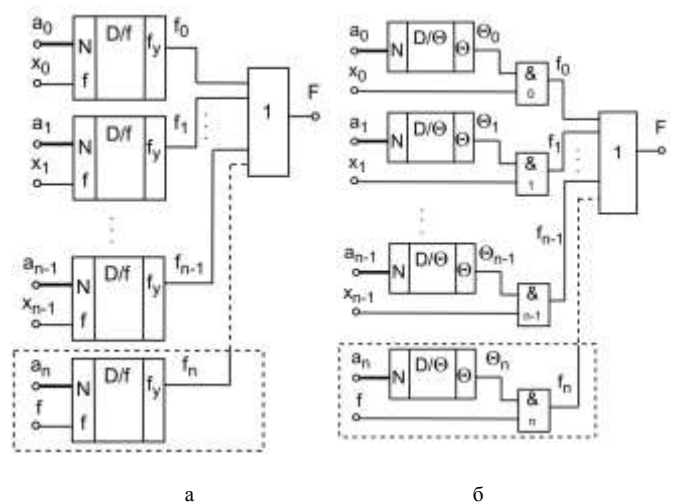 a0 N D/f fy f0
x0 f
a1 N D/f fy f1
x1 f
1 F
an-1 N D/f fy fn-1
xn-1 f
an N D/f fy fn
f f
а
a0 N D/Θ Θ Θ0
x0 & 0 f0
a1 N D/Θ Θ Θ1
x1 & 1 f1
1 F
an-1 N D/Θ Θ Θn-1
xn-1 & n-1 fn-1
an N D/Θ Θ Θn
f & n fn
б